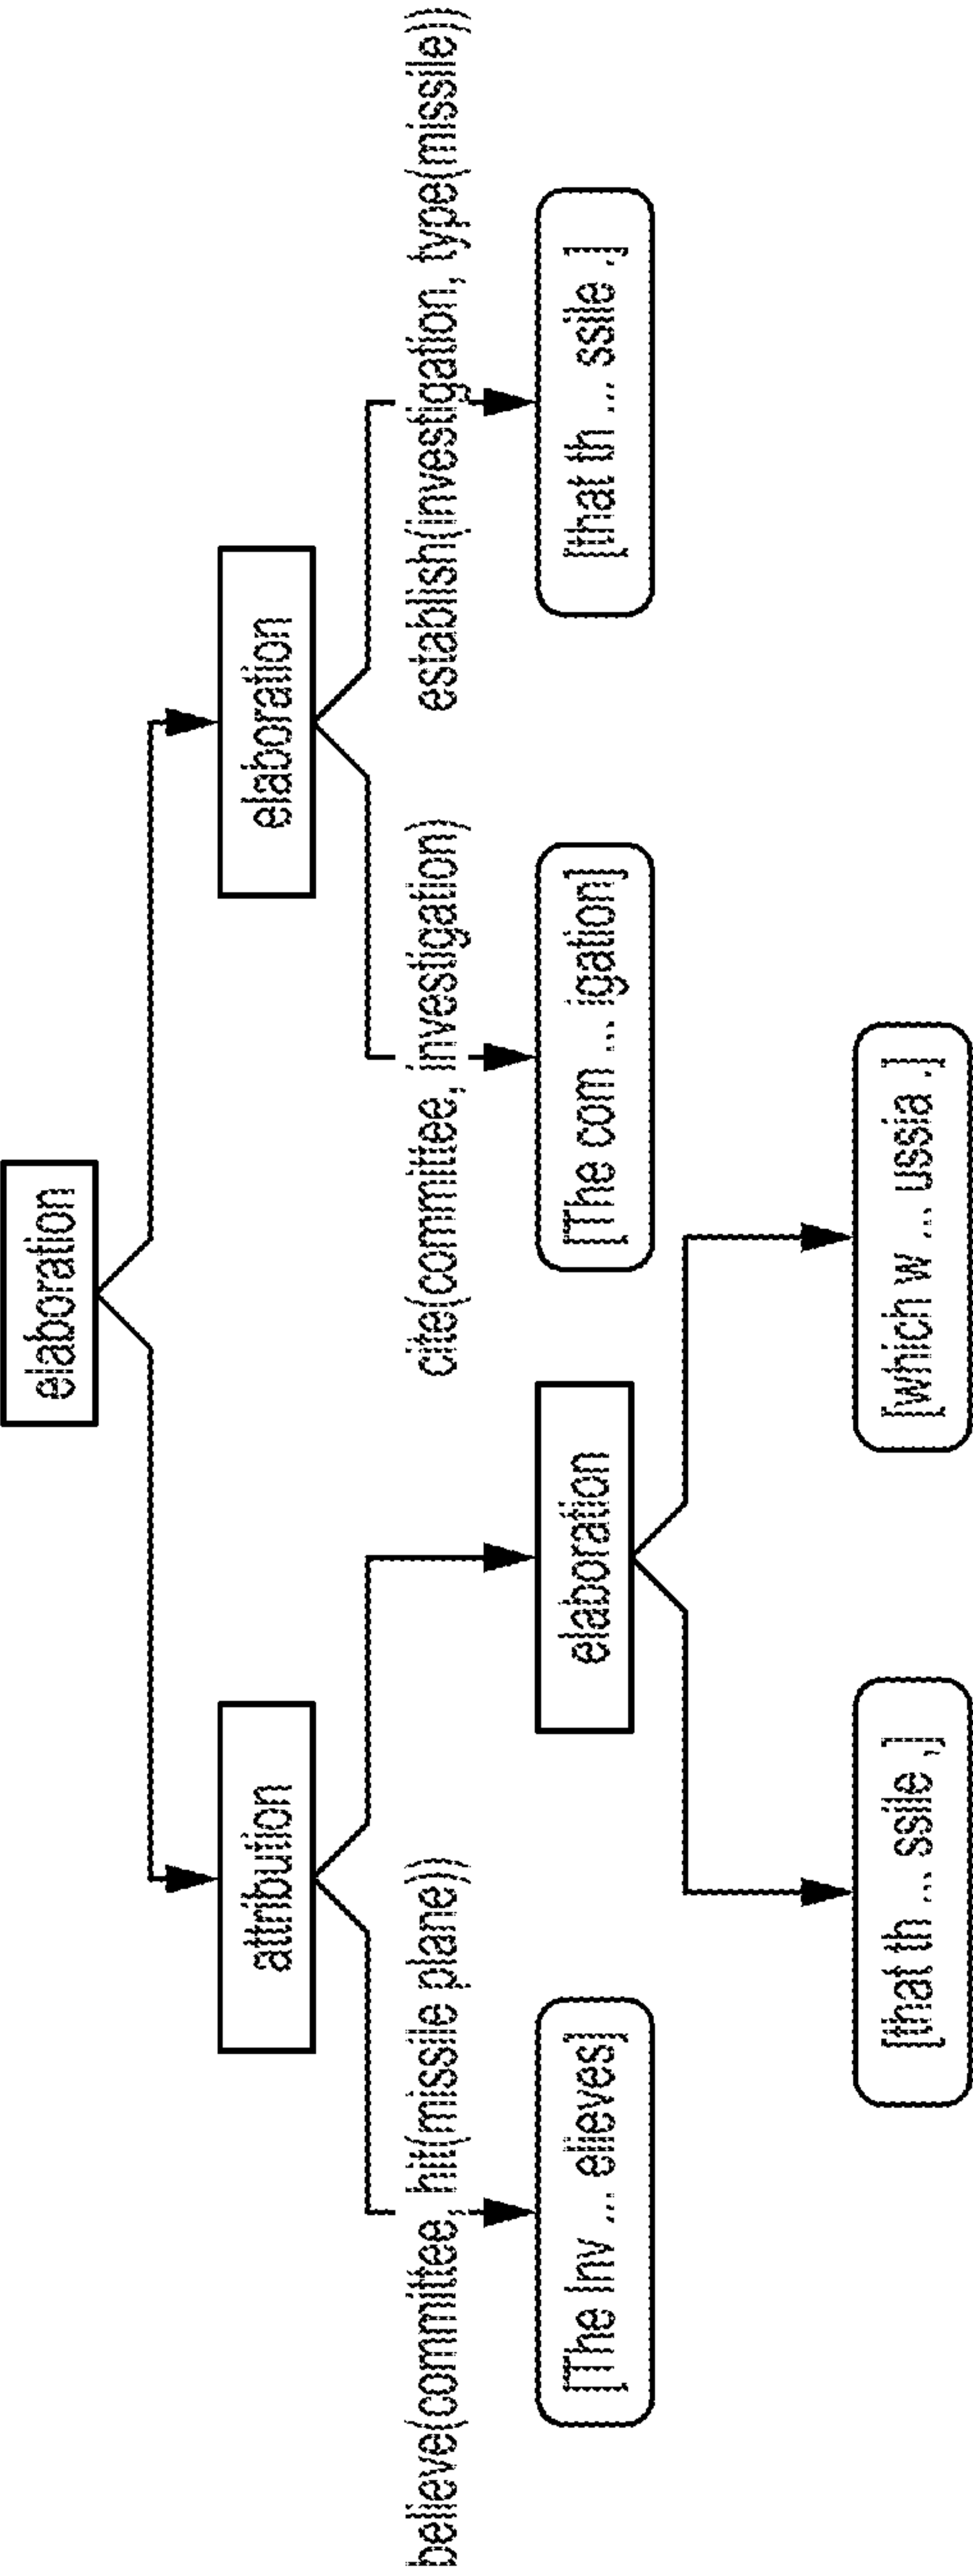 elaboration
attribution
elaboration
believe(committee, hit(missile plane))
cite(committee, investigation)
establish(investigation, type(missile))
[The Inv ... elieves]
elaboration
[The com ... igation]
[that th ... ssile .]
[that th ... ssile ,]
[which w ... ussia .]